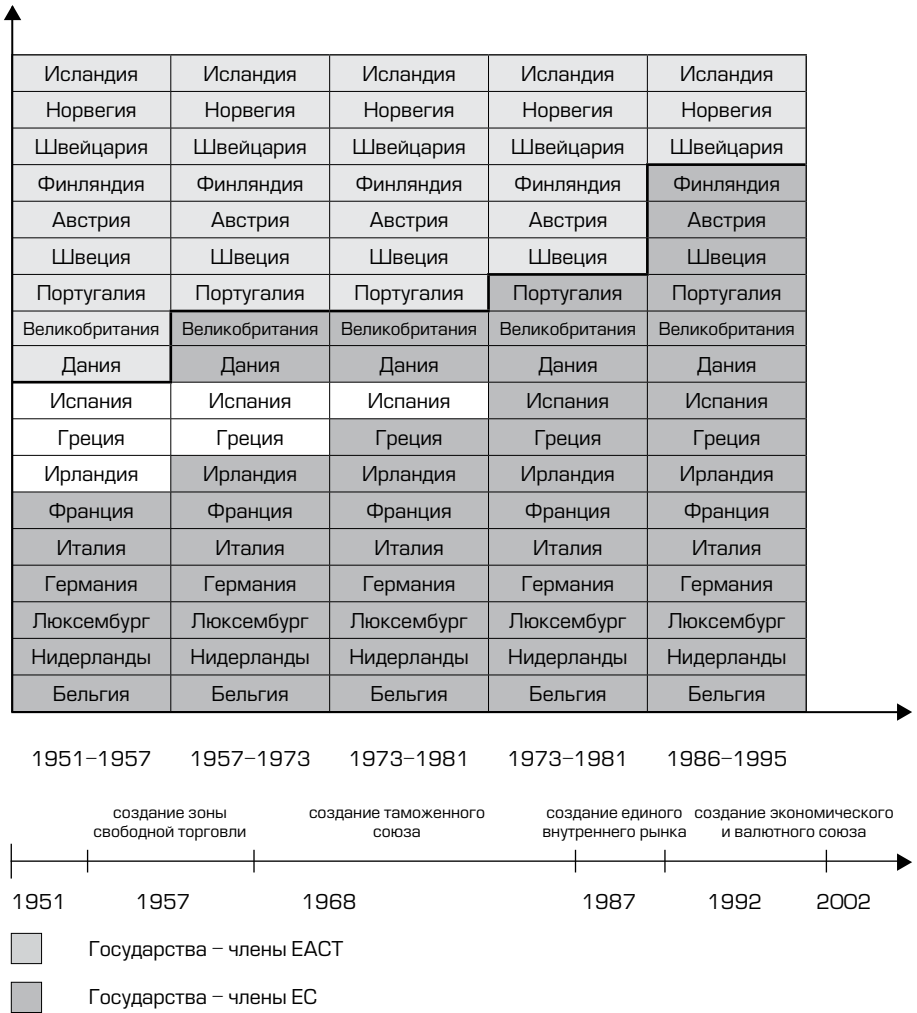 Исландия Исландия Исландия Исландия Исландия
Норвегия Норвегия Норвегия Норвегия Норвегия
Швейцария Швейцария Швейцария Швейцария Швейцария
Финляндия Финляндия Финляндия Финляндия Финляндия
Австрия Австрия Австрия Австрия Австрия
Швеция Швеция Швеция Швеция Швеция
Португалия Португалия Португалия Португалия Португалия
Великобритания Великобритания Великобритания Великобритания Великобритания
Дания Дания Дания Дания Дания
Испания Испания Испания Испания Испания
Греция Греция Греция Греция Греция
Ирландия Ирландия Ирландия Ирландия Ирландия
Франция Франция Франция Франция Франция
Италия Италия Италия Италия Италия
Германия Германия Германия Германия Германия
Люксембург Люксембург Люксембург Люксембург Люксембург
Нидерланды Нидерланды Нидерланды Нидерланды Нидерланды
Бельгия Бельгия Бельгия Бельгия Бельгия
1951–1957 1957–1973 1973–1981 1973–1981 1986–1995
создание зоны
свободной торговли
создание таможенного
союза
создание единого
внутреннего рынка
создание экономического
и валютного союза
1951 1957 1968 1987 1992 2002
Государства – члены ЕАСТ
Государства – члены ЕС